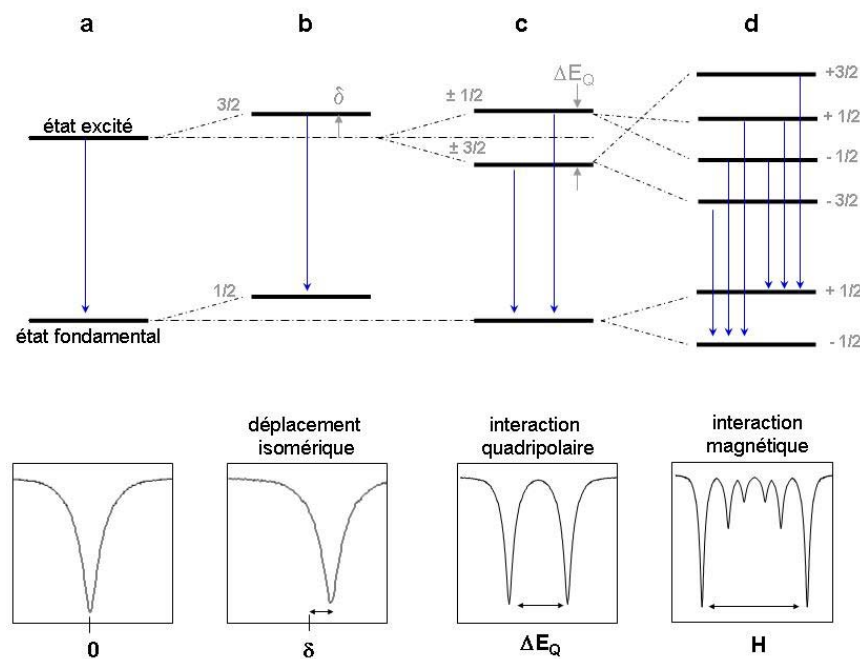 a b c d
+3/2
ΔE_Q
3/2 δ ± 1/2 + 1/2
état excité
± 3/2 - 1/2
- 3/2
1/2 + 1/2
état fondamental
- 1/2
déplacement
isomérique
interaction
quadripolaire
interaction
magnétique
0 δ ΔE_Q H